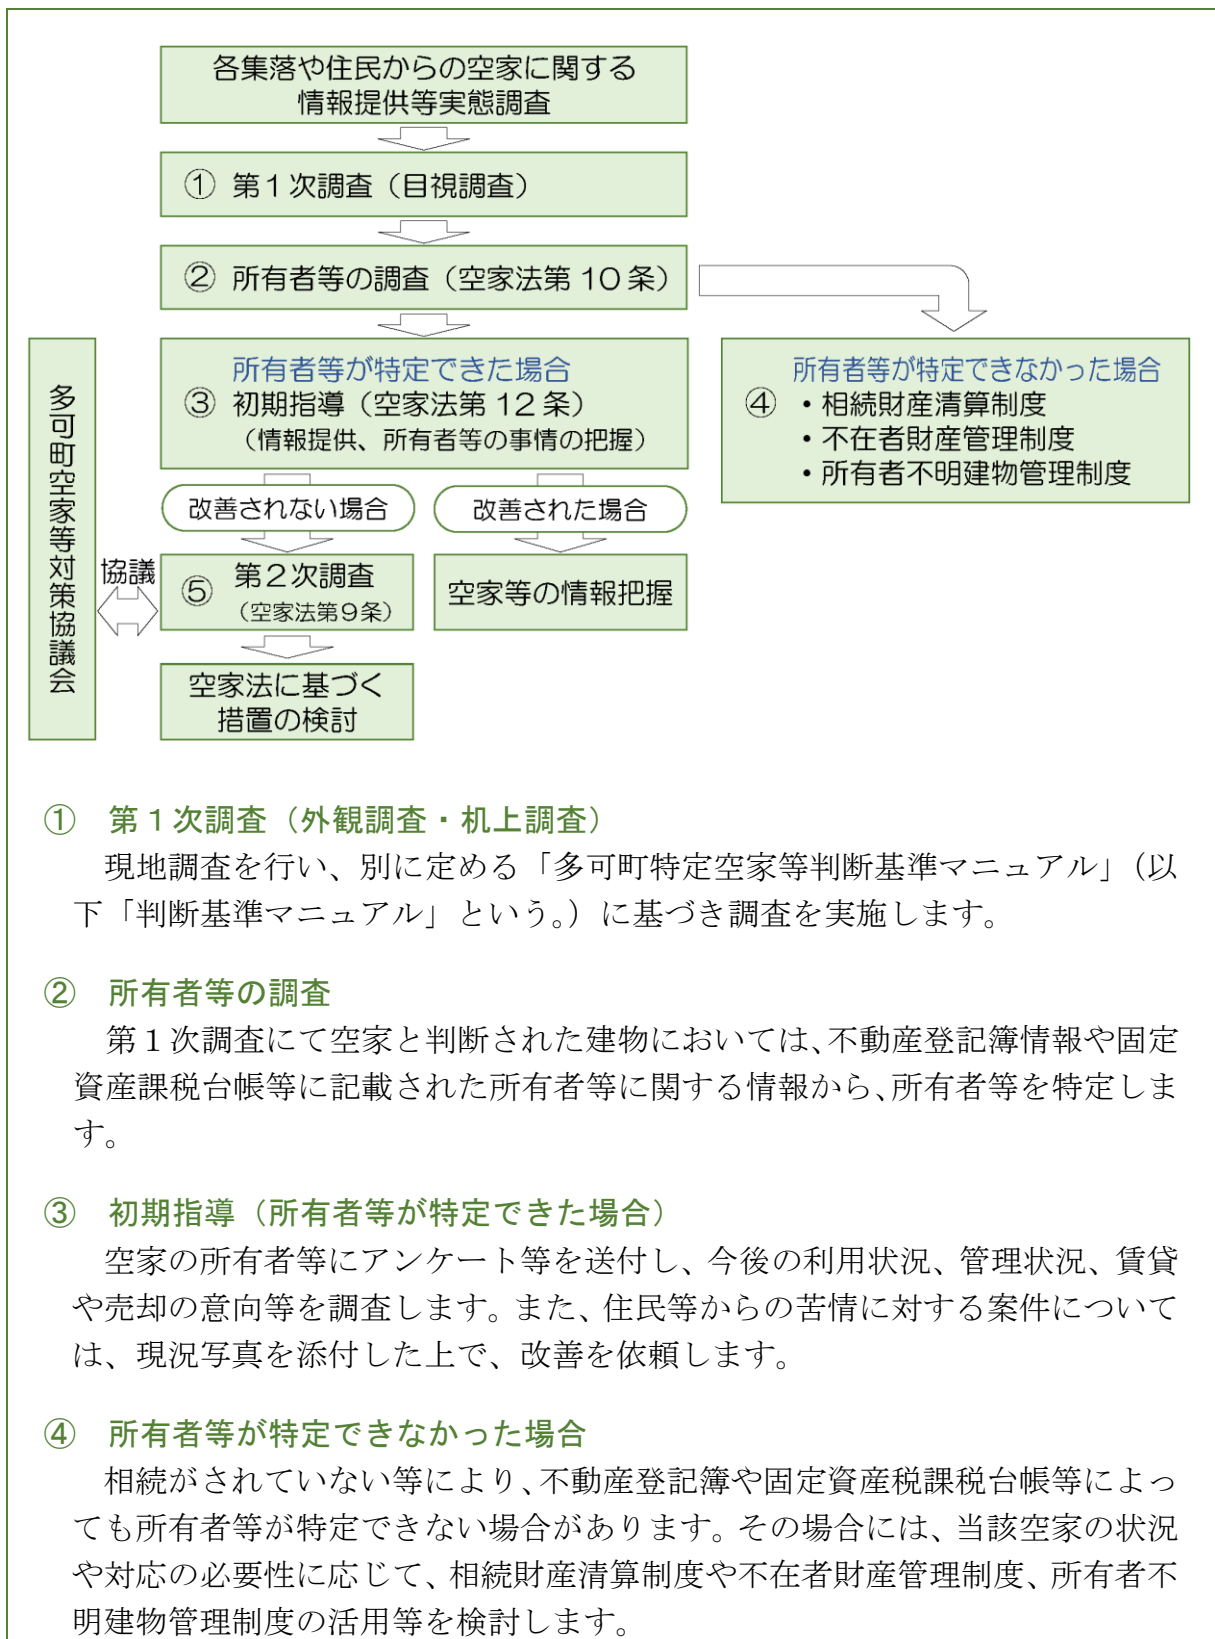 各集落や住民からの空家に関する
情報提供等実態調査
① 第１次調査（目視調査）
② 所有者等の調査（空家法第 10 条）
所有者等が特定できた場合
③ 初期指導（空家法第 12 条）
（情報提供、所有者等の事情の把握）
所有者等が特定できなかった場合
④ ・相続財産清算制度
・不在者財産管理制度
・所有者不明建物管理制度
改善されない場合
改善された場合
多可町空家等対策協議会
協議
⑤ 第２次調査
（空家法第９条）
空家等の情報把握
空家法に基づく
措置の検討
① 第１次調査（外観調査・机上調査）
現地調査を行い、別に定める「多可町特定空家等判断基準マニュアル」（以
下「判断基準マニュアル」という。）に基づき調査を実施します。
② 所有者等の調査
第１次調査にて空家と判断された建物においては、不動産登記簿情報や固定
資産課税台帳等に記載された所有者等に関する情報から、所有者等を特定しま
す。
③ 初期指導（所有者等が特定できた場合）
空家の所有者等にアンケート等を送付し、今後の利用状況、管理状況、賃貸
や売却の意向等を調査します。また、住民等からの苦情に対する案件について
は、現況写真を添付した上で、改善を依頼します。
④ 所有者等が特定できなかった場合
相続がされていない等により、不動産登記簿や固定資産税課税台帳等によっ
ても所有者等が特定できない場合があります。その場合には、当該空家の状況
や対応の必要性に応じて、相続財産清算制度や不在者財産管理制度、所有者不
明建物管理制度の活用等を検討します。